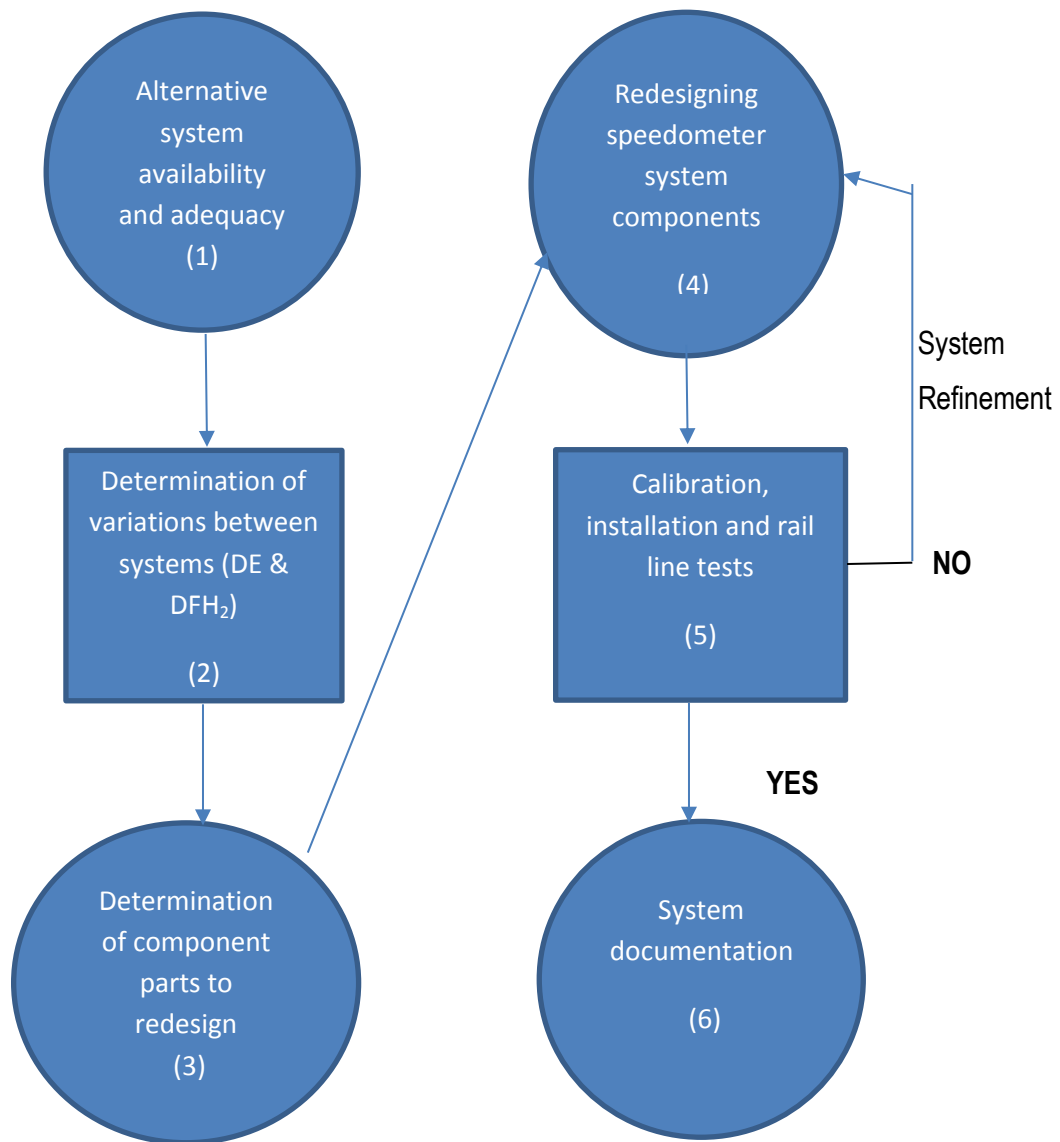 Alternative
system
availability
and adequacy
(1)
Determination of
variations between
systems (DE &
DFH₂)
(2)
Determination
of component
parts to
redesign
(3)
Redesigning
speedometer
system
components
(4)
System
Refinement
Calibration,
installation and rail
line tests
(5)
NO
YES
System
documentation
(6)